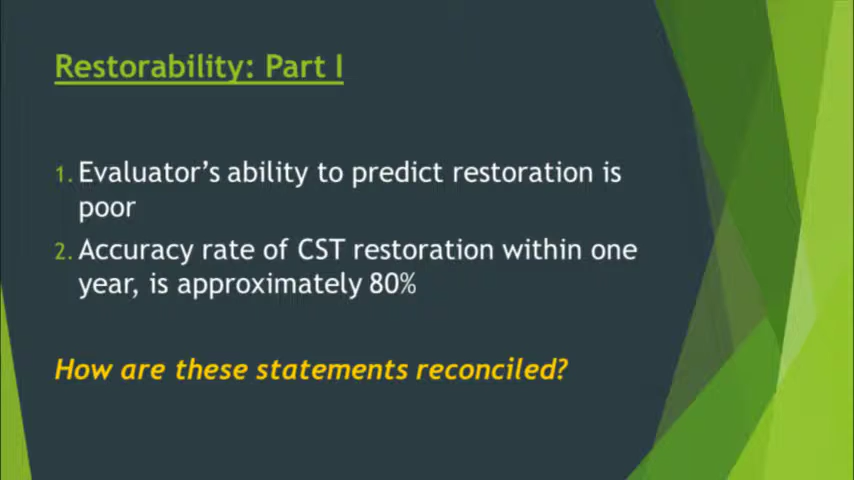 Restorability: Part I
1. Evaluator's ability to predict restoration is
poor
2. Accuracy rate of CST restoration within one
year, is approximately 80%
How are these statements reconciled?